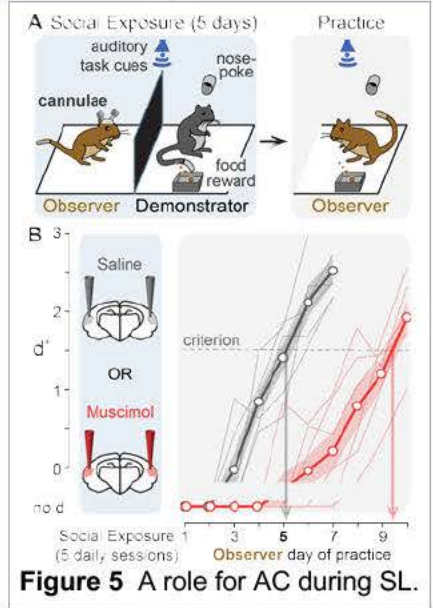 A Social Exposure (5 days) Practice
auditory
task cues
nose-
poke
cannulae
food
reward
Observer Demonstrator Observer
B
3
2
1
0
d'
no d'
Saline
OR
Muscimol
criterion
1 3 5 7 9
Social Exposure
(5 daily sessions)
Observer day of practice
Figure 5 A role for AC during SL.